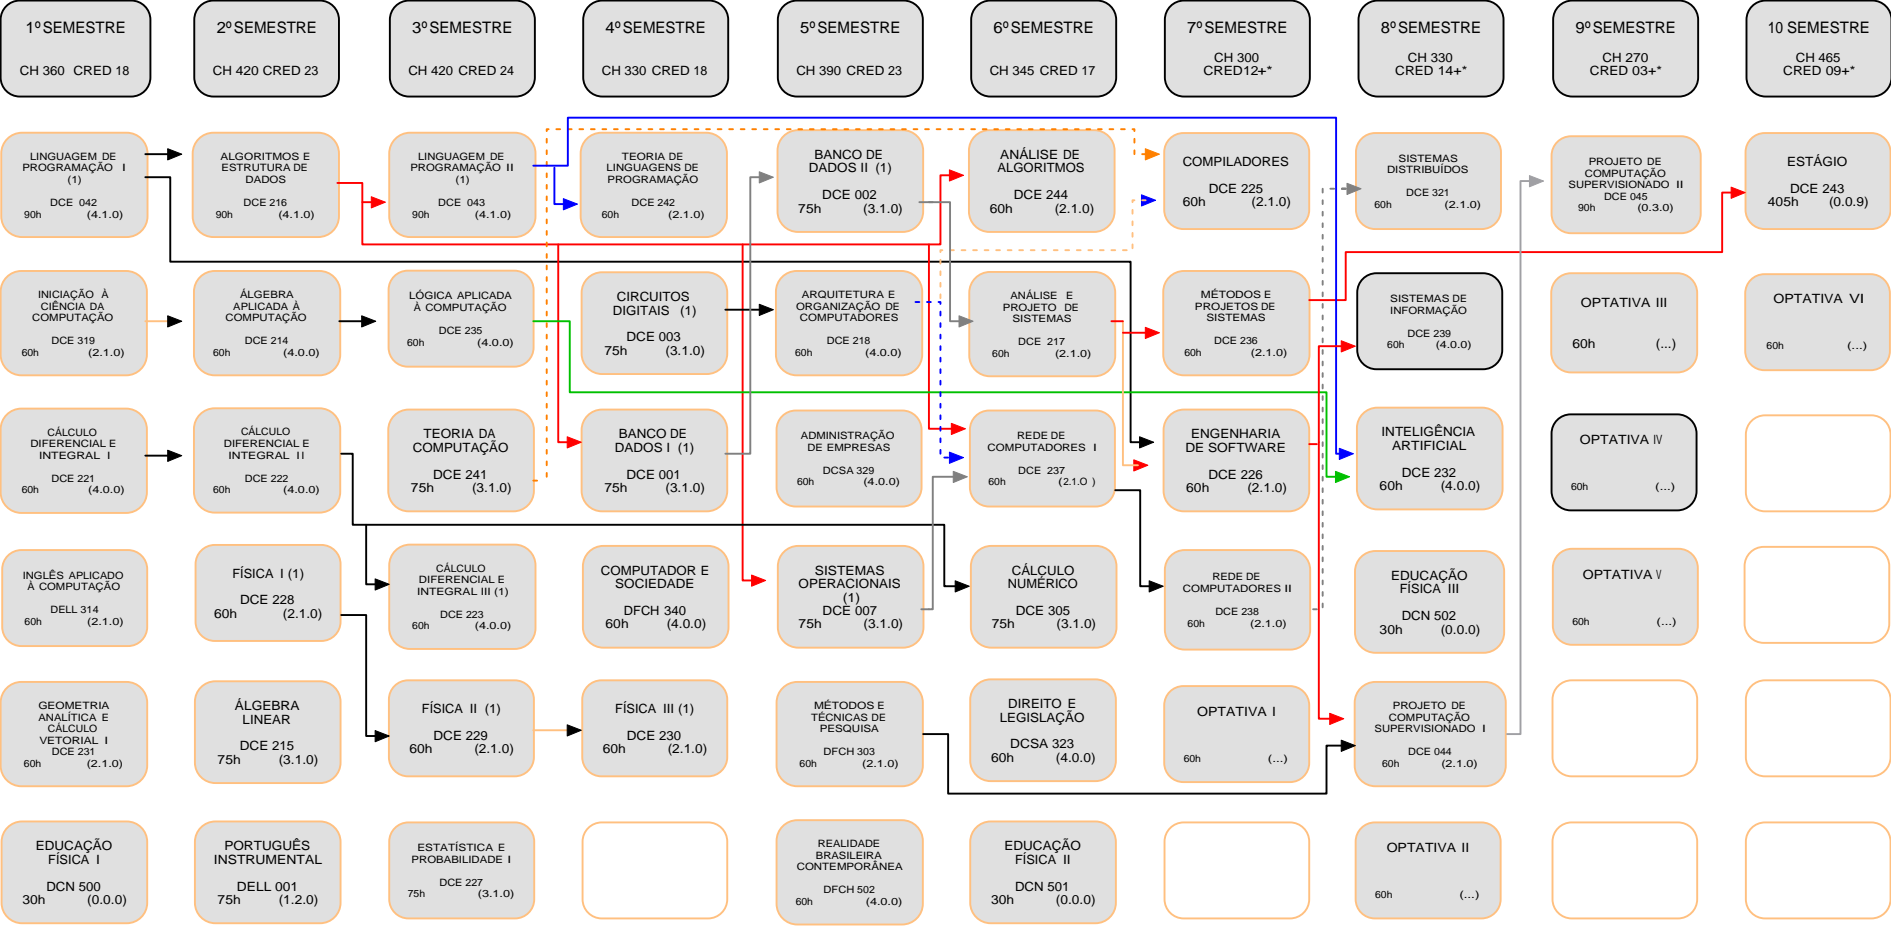 1º SEMESTRE
CH 360 CRED 18
2º SEMESTRE
CH 420 CRED 23
3º SEMESTRE
CH 420 CRED 24
4º SEMESTRE
CH 330 CRED 18
5º SEMESTRE
CH 390 CRED 23
6º SEMESTRE
CH 345 CRED 17
7º SEMESTRE
CH 300
CRED12+*
8º SEMESTRE
CH 330
CRED 14+*
9º SEMESTRE
CH 270
CRED 03+*
10 SEMESTRE
CH 465
CRED 09+*
LINGUAGEM DE
PROGRAMAÇÃO I
(1)
DCE 042
90h (4.1.0)
ALGORITMOS E
ESTRUTURA DE
DADOS
DCE 216
90h (4.1.0)
LINGUAGEM DE
PROGRAMAÇÃO II
(1)
DCE 043
90h (4.1.0)
TEORIA DE
LINGUAGENS DE
PROGRAMAÇÃO
DCE 242
60h (2.1.0)
BANCO DE
DADOS II (1)
DCE 002
75h (3.1.0)
ANÁLISE DE
ALGORITMOS
DCE 244
60h (2.1.0)
COMPILADORES
DCE 225
60h (2.1.0)
SISTEMAS
DISTRIBUÍDOS
DCE 321
60h (2.1.0)
PROJETO DE
COMPUTAÇÃO
SUPERVISIONADO II
DCE 045
90h (0.3.0)
ESTÁGIO
DCE 243
405h (0.0.9)
INICIAÇÃO À
CIÊNCIA DA
COMPUTAÇÃO
DCE 319
60h (2.1.0)
ÁLGEBRA
APLICADA À
COMPUTAÇÃO
DCE 214
60h (4.0.0)
LÓGICA APLICADA
À COMPUTAÇÃO
DCE 235
60h (4.0.0)
CIRCUITOS
DIGITAIS (1)
DCE 003
75h (3.1.0)
ARQUITETURA E
ORGANIZAÇÃO DE
COMPUTADORES
DCE 218
60h (4.0.0)
ANÁLISE E
PROJETO DE
SISTEMAS
DCE 217
60h (2.1.0)
MÉTODOS E
PROJETOS DE
SISTEMAS
DCE 236
60h (2.1.0)
SISTEMAS DE
INFORMAÇÃO
DCE 239
60h (4.0.0)
OPTATIVA III
60h (...)
OPTATIVA VI
60h (...)
CÁLCULO
DIFERENCIAL E
INTEGRAL I
DCE 221
60h (4.0.0)
CÁLCULO
DIFERENCIAL E
INTEGRAL II
DCE 222
60h (4.0.0)
TEORIA DA
COMPUTAÇÃO
DCE 241
75h (3.1.0)
BANCO DE
DADOS I (1)
DCE 001
75h (3.1.0)
ADMINISTRAÇÃO
DE EMPRESAS
DCSA 329
60h (4.0.0)
REDE DE
COMPUTADORES I
DCE 237
60h (2.1.O )
ENGENHARIA
DE SOFTWARE
DCE 226
60h (2.1.0)
INTELIGÊNCIA
ARTIFICIAL
DCE 232
60h (4.0.0)
OPTATIVA IV
60h (...)
INGLÊS APLICADO
À COMPUTAÇÃO
DELL 314
60h (2.1.0)
FÍSICA I (1)
DCE 228
60h (2.1.0)
CÁLCULO
DIFERENCIAL E
INTEGRAL III (1)
DCE 223
60h (4.0.0)
COMPUTADOR E
SOCIEDADE
DFCH 340
60h (4.0.0)
SISTEMAS
OPERACIONAIS
(1)
DCE 007
75h (3.1.0)
CÁLCULO
NUMÉRICO
DCE 305
75h (3.1.0)
REDE DE
COMPUTADORES II
DCE 238
60h (2.1.0)
EDUCAÇÃO
FÍSICA III
DCN 502
30h (0.0.0)
OPTATIVA V
60h (...)
GEOMETRIA
ANALÍTICA E
CÁLCULO
VETORIAL I
DCE 231
60h (2.1.0)
ÁLGEBRA
LINEAR
DCE 215
75h (3.1.0)
FÍSICA II (1)
DCE 229
60h (2.1.0)
FÍSICA III (1)
DCE 230
60h (2.1.0)
MÉTODOS E
TÉCNICAS DE
PESQUISA
DFCH 303
60h (2.1.0)
DIREITO E
LEGISLAÇÃO
DCSA 323
60h (4.0.0)
OPTATIVA I
60h (...)
PROJETO DE
COMPUTAÇÃO
SUPERVISIONADO I
DCE 044
60h (2.1.0)
EDUCAÇÃO
FÍSICA I
DCN 500
30h (0.0.0)
PORTUGUÊS
INSTRUMENTAL
DELL 001
75h (1.2.0)
ESTATÍSTICA E
PROBABILIDADE I
DCE 227
75h (3.1.0)
REALIDADE
BRASILEIRA
CONTEMPORÂNEA
DFCH 502
60h (4.0.0)
EDUCAÇÃO
FÍSICA II
DCN 501
30h (0.0.0)
OPTATIVA II
60h (...)